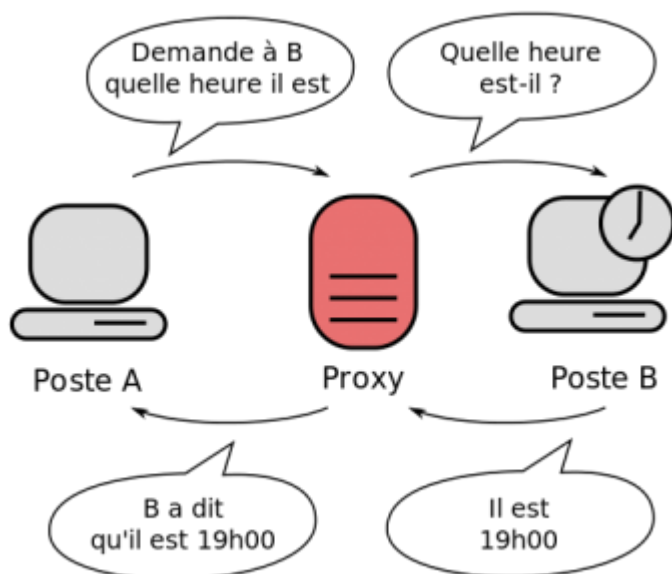 Demande à B
quelle heure il est
Quelle heure
est-il ?
Poste A
Proxy
Poste B
B a dit
qu'il est 19h00
Il est
19h00